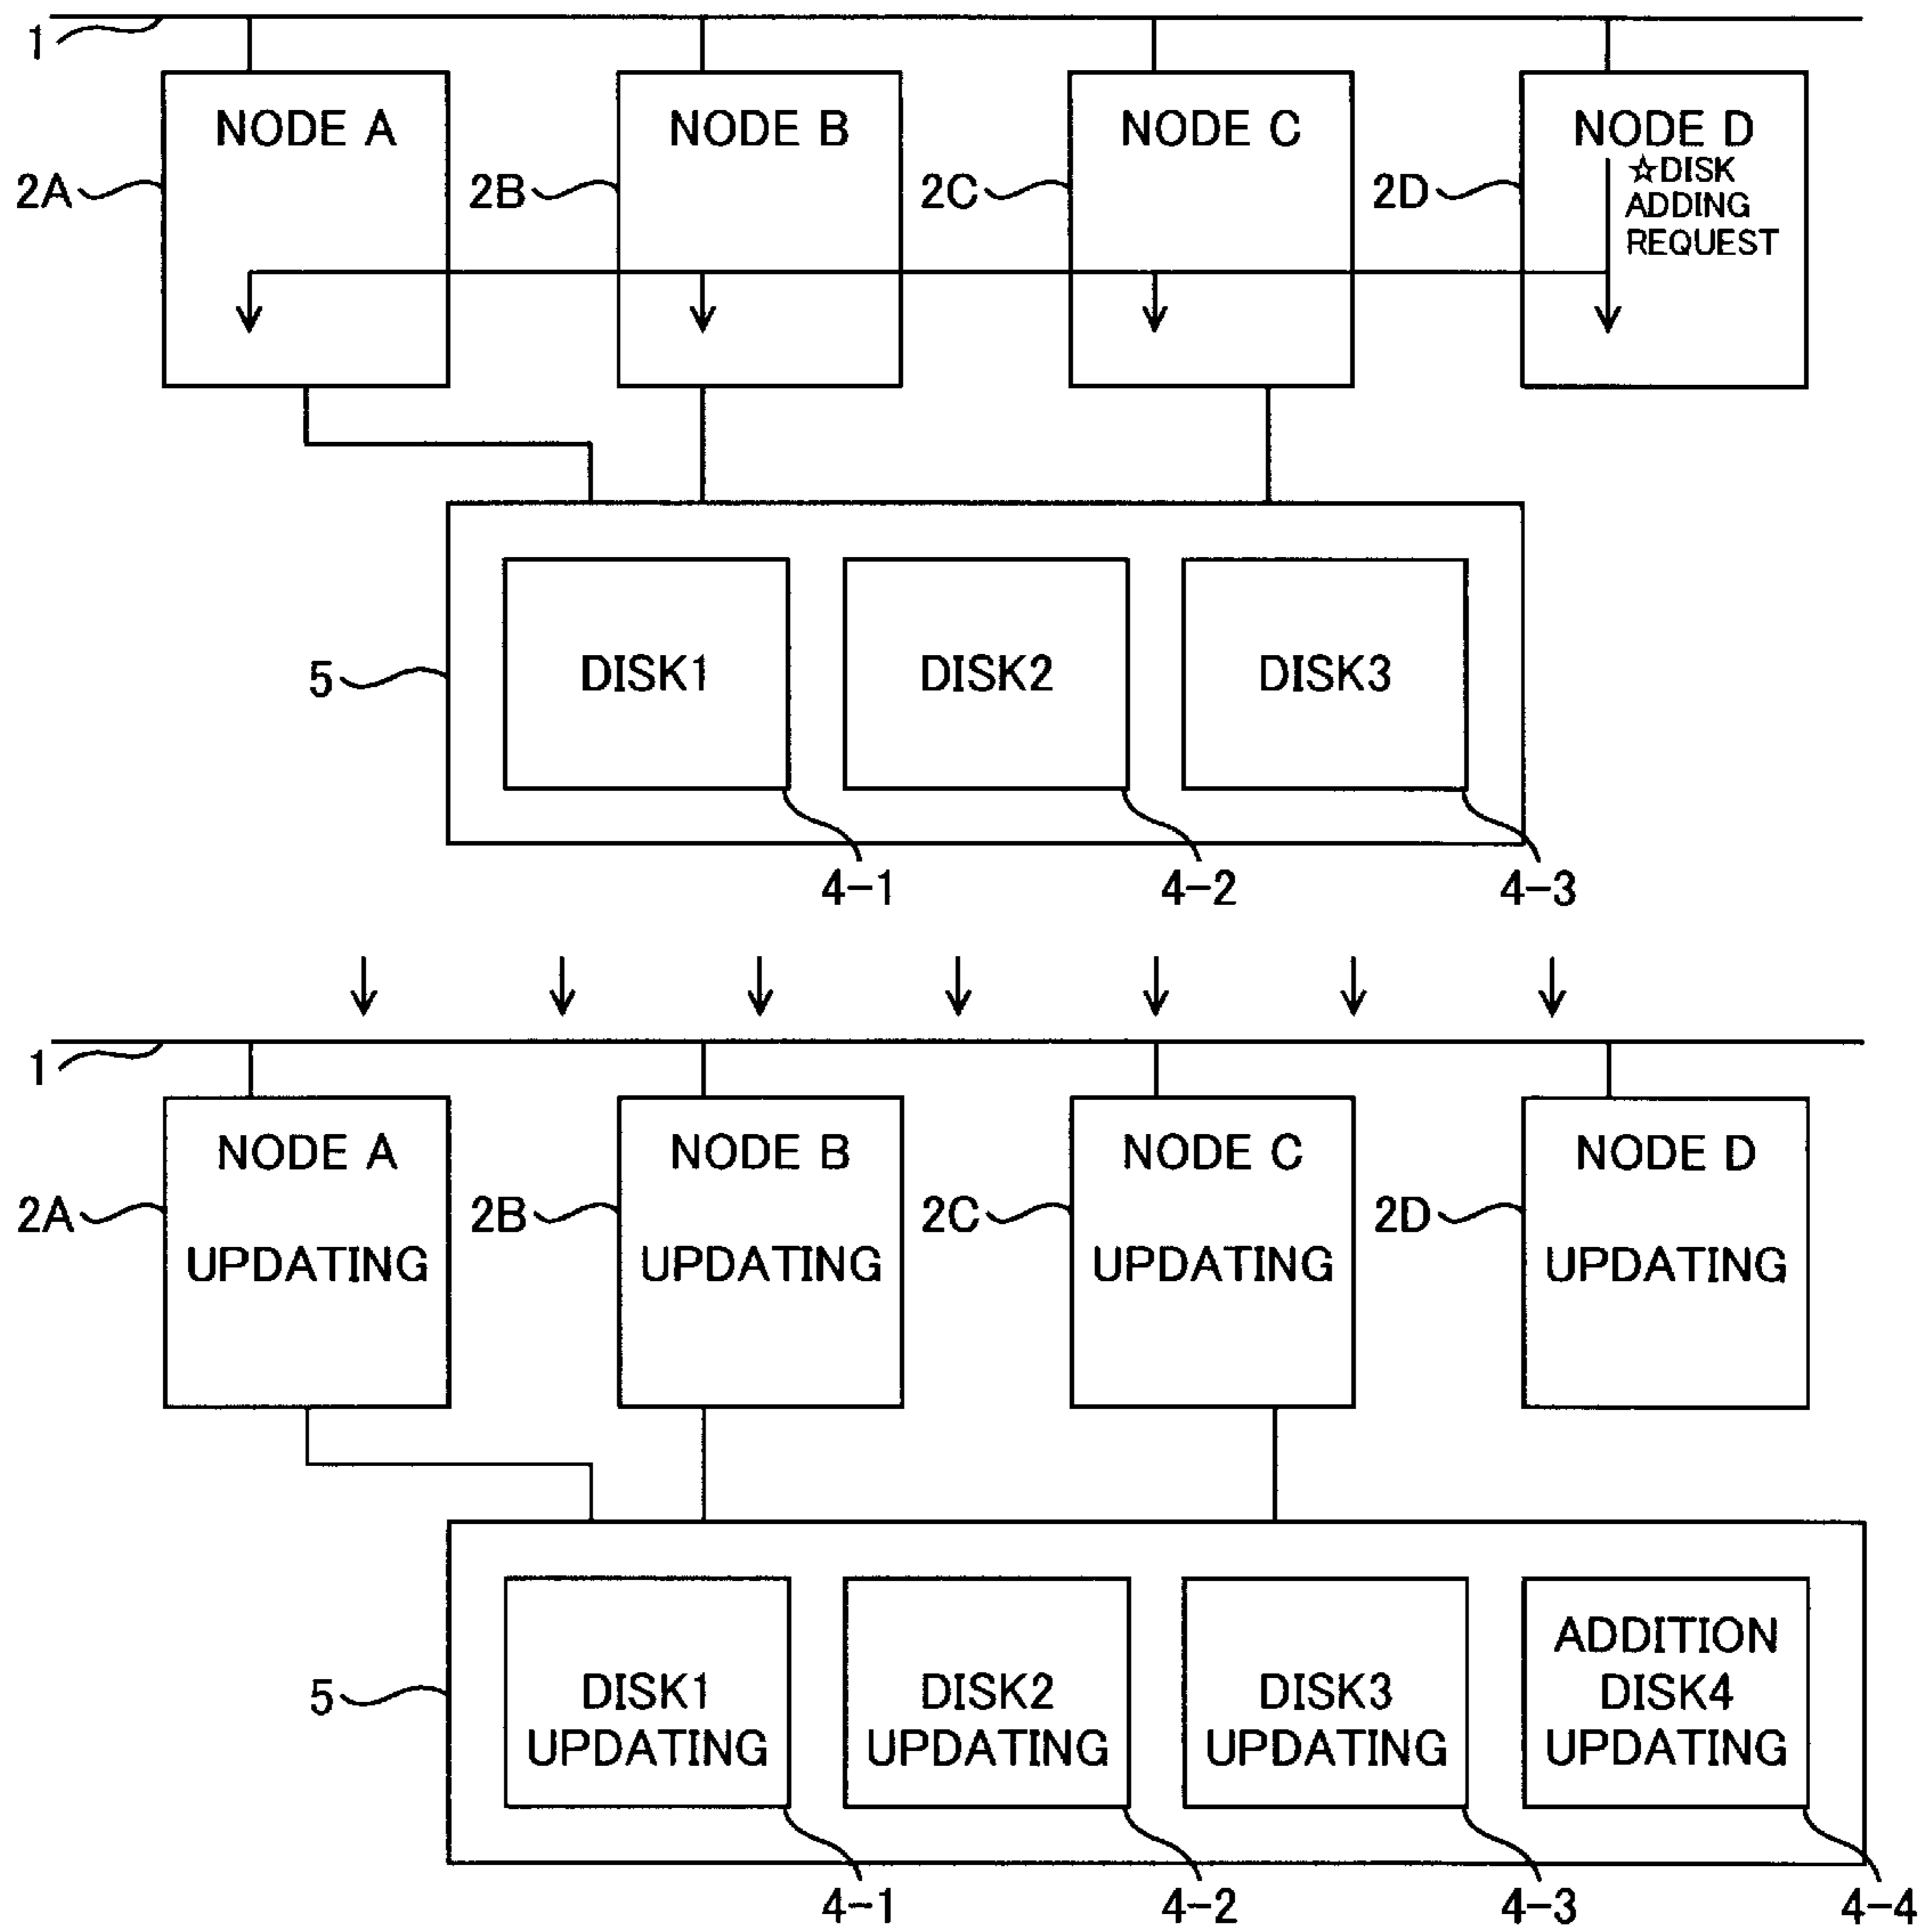 1
NODE A
NODE B
NODE C
NODE D
2A
2B
2C
2D
☆DISK
ADDING
REQUEST
5
DISK1
DISK2
DISK3
4-1
4-2
4-3
1
NODE A
NODE B
NODE C
NODE D
2A
2B
2C
2D
UPDATING
UPDATING
UPDATING
UPDATING
5
DISK1
UPDATING
DISK2
UPDATING
DISK3
UPDATING
ADDITION
DISK4
UPDATING
4-1
4-2
4-3
4-4